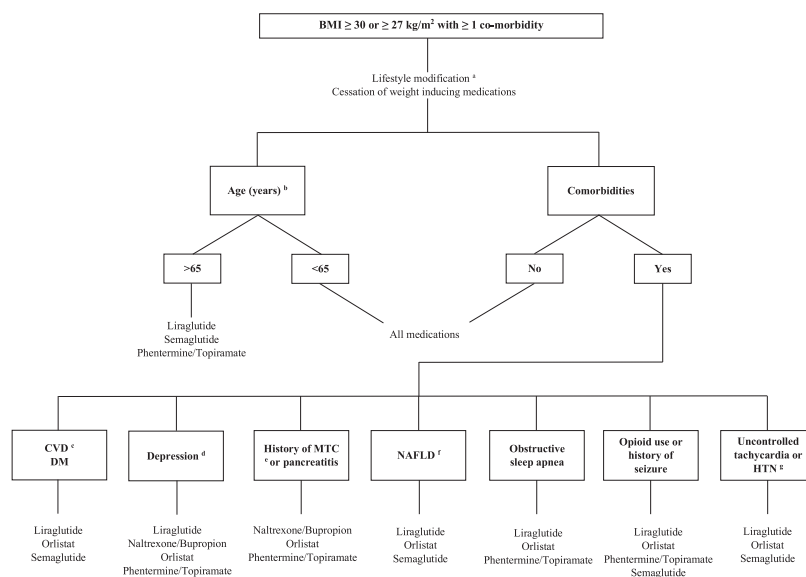 BMI ≥ 30 or ≥ 27 kg/m² with ≥ 1 co-morbidity
Lifestyle modification ᵃ
Cessation of weight inducing medications
Age (years) ᵇ
Comorbidities
>65
<65
No
Yes
Liraglutide
Semaglutide
Phentermine/Topiramate
All medications
CVD ᶜ
DM
Depression ᵈ
History of MTC
ᵉ or pancreatitis
NAFLD ᶠ
Obstructive
sleep apnea
Opioid use or
history of
seizure
Uncontrolled
tachycardia or
HTN ᵍ
Liraglutide
Orlistat
Semaglutide
Liraglutide
Naltrexone/Bupropion
Orlistat
Phentermine/Topiramate
Naltrexone/Bupropion
Orlistat
Phentermine/Topiramate
Liraglutide
Orlistat
Semaglutide
Liraglutide
Orlistat
Phentermine/Topiramate
Liraglutide
Orlistat
Phentermine/Topiramate
Semaglutide
Liraglutide
Orlistat
Semaglutide